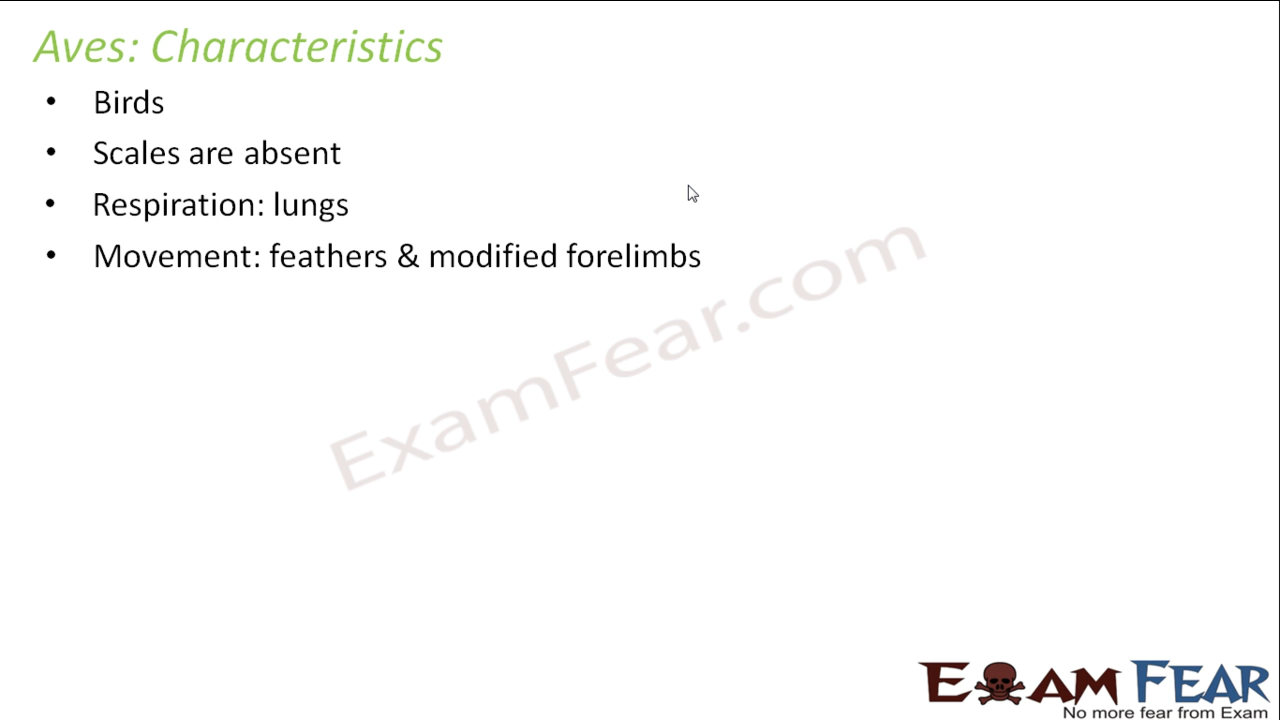 Aves: Characteristics
• Birds
• Scales are absent
• Respiration: lungs
• Movement: feathers & modified forelimbs
ExamFear.com
EXAM FEAR
No more fear from Exam